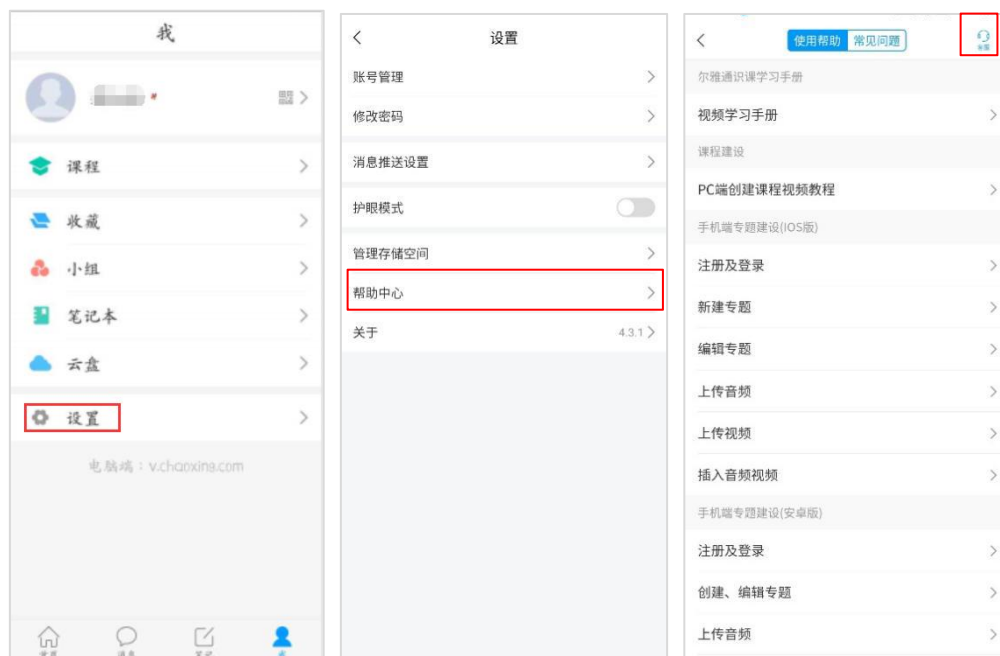 我
课程
收藏
小组
笔记本
云盘
设置
电脑端：v.chaoxing.com
我
设置
账号管理
修改密码
消息推送设置
护眼模式
管理存储空间
帮助中心
关于
4.3.1
使用帮助 常见问题
客服
尔雅通识课学习手册
视频学习手册
课程建设
PC端创建课程视频教程
手机端专题建设(IOS版)
注册及登录
新建专题
编辑专题
上传音频
上传视频
插入音频视频
手机端专题建设(安卓版)
注册及登录
创建、编辑专题
上传音频